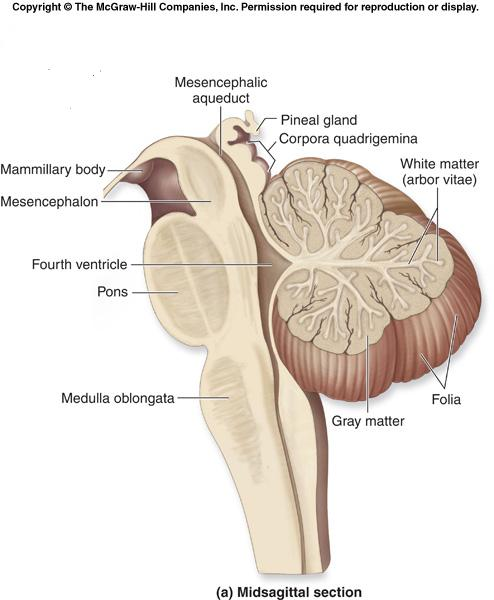 Copyright © The McGraw-Hill Companies, Inc. Permission required for reproduction or display.
Mesencephalic
aqueduct
Pineal gland
Corpora quadrigemina
White matter
(arbor vitae)
Mammillary body
Mesencephalon
Fourth ventricle
Pons
Medulla oblongata
Folia
Gray matter
(a) Midsagittal section